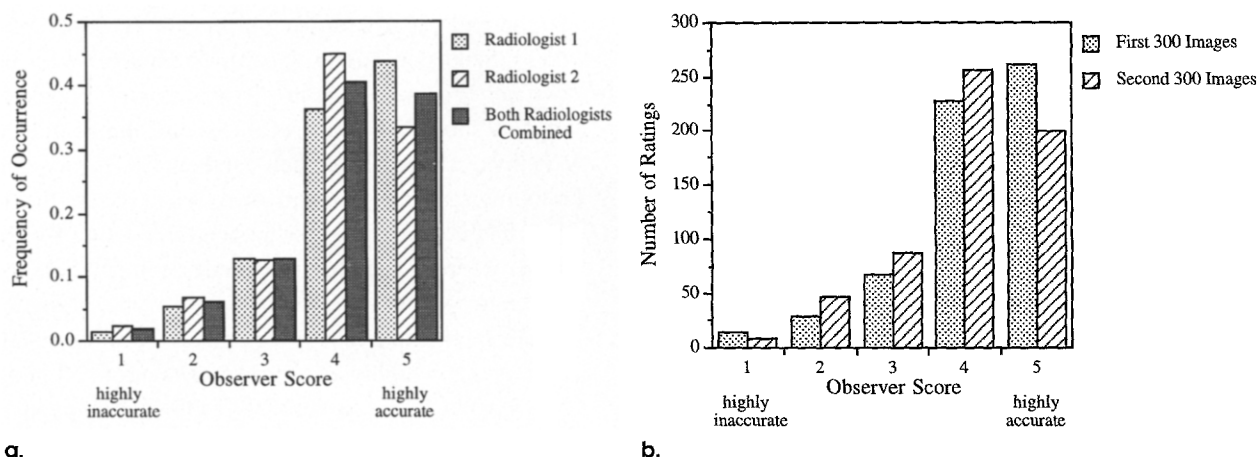 0.5
0.4
0.3
0.2
0.1
0.0
Frequency of Occurrence
Radiologist 1
Radiologist 2
Both Radiologists
Combined
1 2 3 4 5
Observer Score
highly
inaccurate
highly
accurate
a.
300
250
200
150
100
50
0
Number of Ratings
First 300 Images
Second 300 Images
1 2 3 4 5
Observer Score
highly
inaccurate
highly
accurate
b.